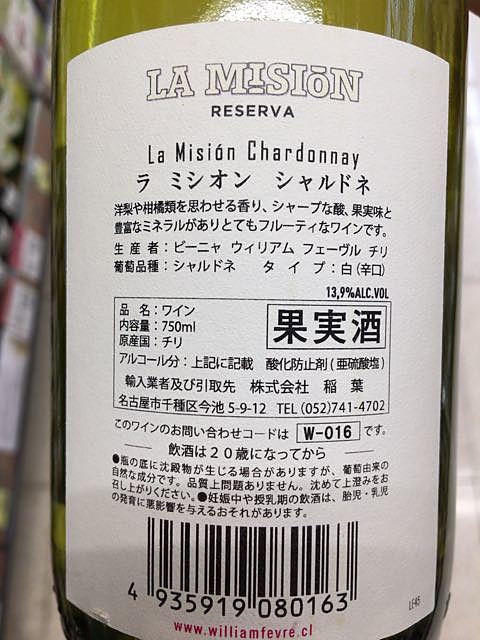 LA MISIÓN
RESERVA
La Misión Chardonnay
ラ ミシオン シャルドネ
洋梨や柑橘類を思わせる香り、シャープな酸、果実味と
豊富なミネラルがありとてもフルーティなワインです。
生産者：ビーニャ ウィリアム フェーヴル チリ
葡萄品種：シャルドネ タイプ：白(辛口)
13,9%ALC.VOL
品名：ワイン
内容量：750ml
原産国：チリ
果実酒
アルコール分：上記に記載 酸化防止剤(亜硫酸塩)
輸入業者及び引取先 株式会社 稲葉
名古屋市千種区今池 5-9-12 TEL (052)741-4702
このワインのお問い合わせコードは W-016 です。
飲酒は20歳になってから
●瓶の底に沈殿物が生じる場合がありますが、葡萄由来の
自然な成分です。品質上問題ありません。沈めて上澄みをお
召し上がりください。●妊娠中や授乳期の飲酒は、胎児・乳児
の発育に悪影響を与えるおそれがあります。
4 935919 080163
LF45
www.williamfevre.cl